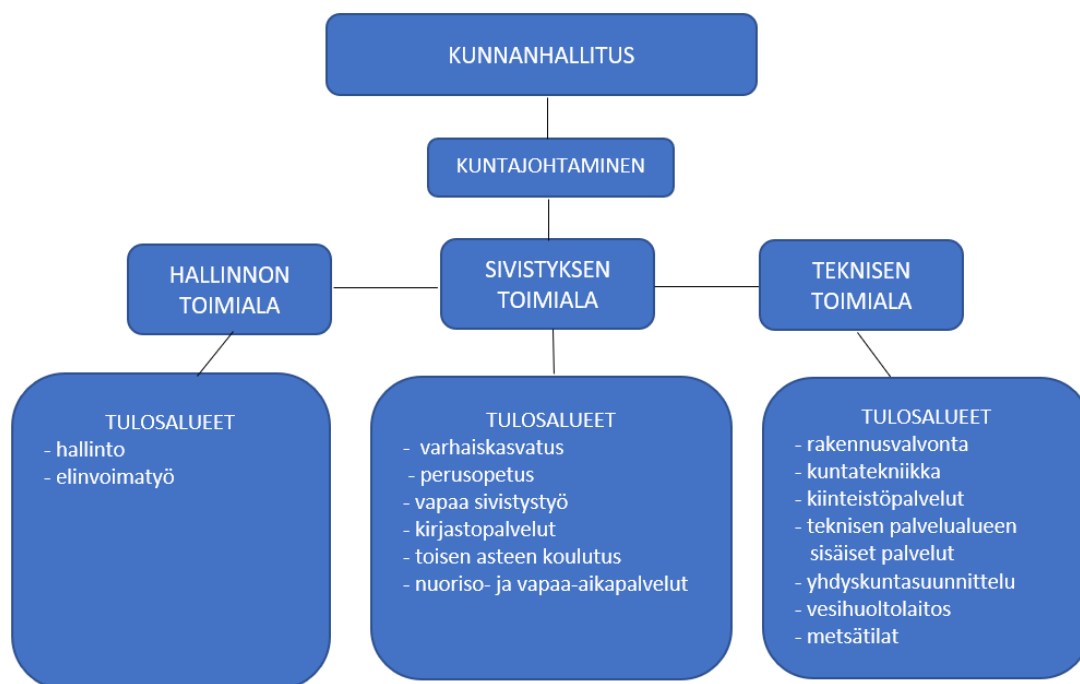 KUNNANHALLITUS
KUNTAJOHTAMINEN
HALLINNON
TOIMIALA
SIVISTYKSEN
TOIMIALA
TEKNISEN
TOIMIALA
TULOSALUEET
- hallinto
- elinvoimatyö
TULOSALUEET
- varhaiskasvatus
- perusopetus
- vapaa sivistystyö
- kirjastopalvelut
- toisen asteen koulutus
- nuoriso- ja vapaa-aikapalvelut
TULOSALUEET
- rakennusvalvonta
- kuntatekniikka
- kiinteistöpalvelut
- teknisen palvelualueen
sisäiset palvelut
- yhdyskuntasuunnittelu
- vesihuoltolaitos
- metsätilat